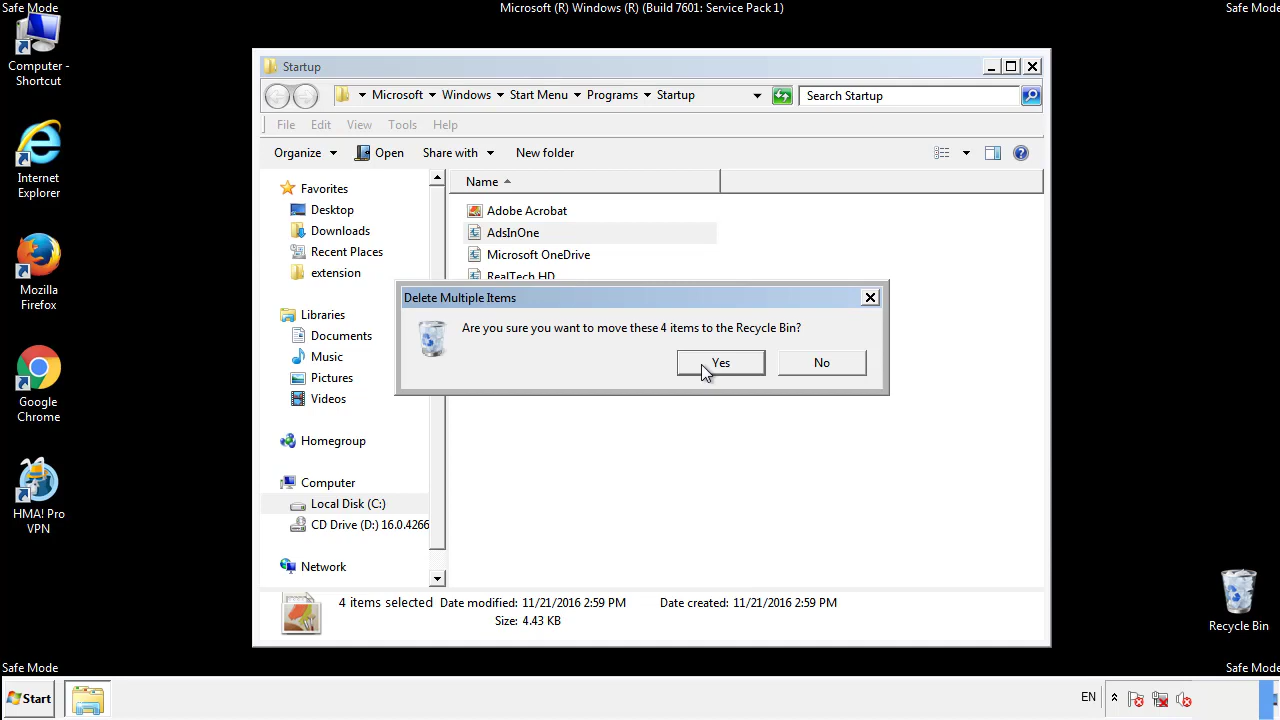 Safe Mode
Microsoft (R) Windows (R) (Build 7601: Service Pack 1)
Safe Mode
Computer -
Shortcut
Internet
Explorer
Mozilla
Firefox
Google
Chrome
HMA! Pro
VPN
Startup
Microsoft
Windows
Start Menu
Programs
Startup
Search Startup
File
Edit
View
Tools
Help
Organize
Open
Share with
New folder
Favorites
Desktop
Downloads
Recent Places
extension
Libraries
Documents
Music
Pictures
Videos
Homegroup
Computer
Local Disk (C:)
CD Drive (D:) 16.0.4266
Network
Name
Adobe Acrobat
AdsInOne
Microsoft OneDrive
RealTech HD
Delete Multiple Items
Are you sure you want to move these 4 items to the Recycle Bin?
Yes
No
4 items selected
Date modified: 11/21/2016 2:59 PM
Date created: 11/21/2016 2:59 PM
Size: 4.43 KB
Recycle Bin
Safe Mode
Safe Mode
Start
EN